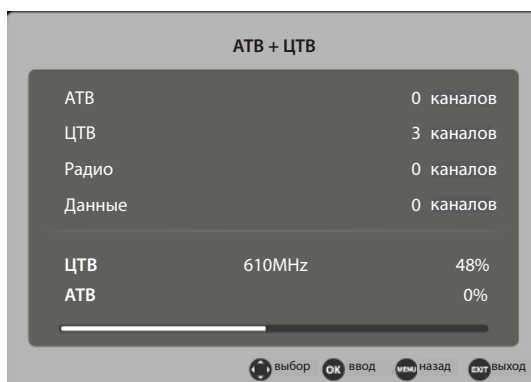 АТВ + ЦТВ
АТВ 0 каналов
ЦТВ 3 каналов
Радио 0 каналов
Данные 0 каналов
ЦТВ 610MHz 48%
АТВ 0%
выбор OK ввод MENU назад EXIT выход